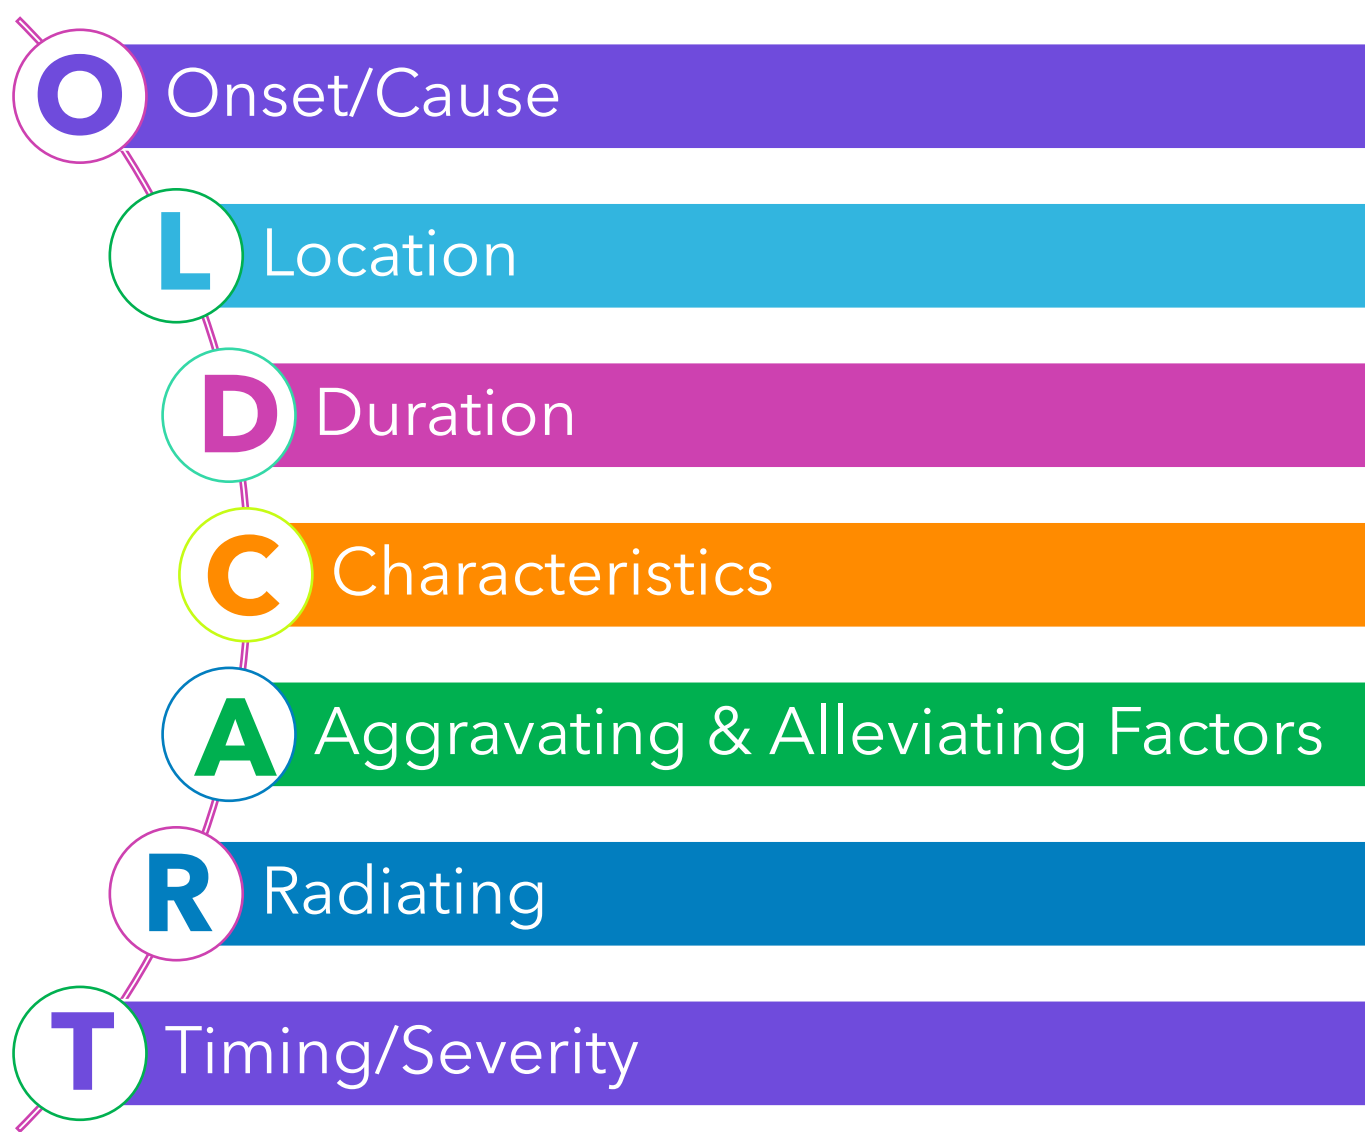 O Onset/Cause
L Location
D Duration
C Characteristics
A Aggravating & Alleviating Factors
R Radiating
T Timing/Severity